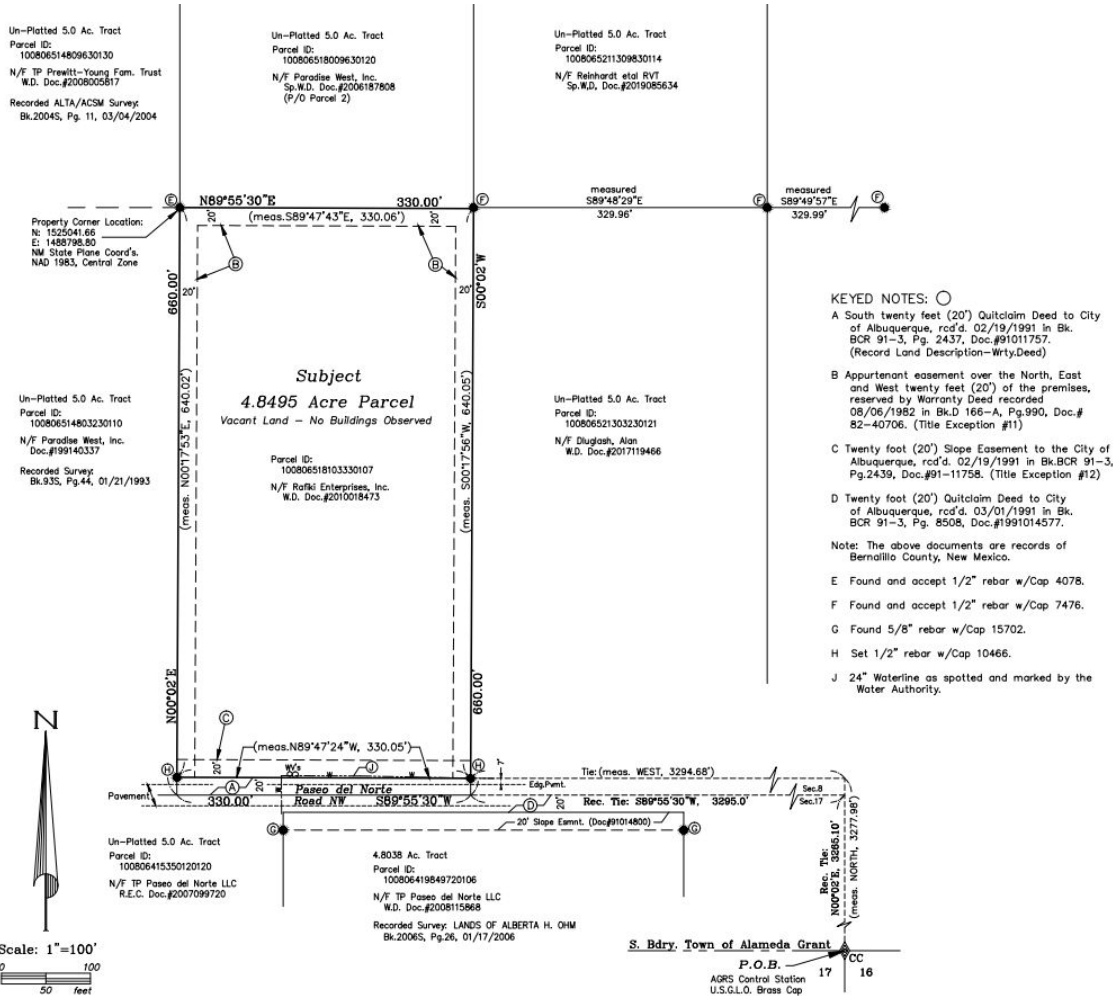 Un-Platted 5.0 Ac. Tract
Parcel ID:
100806514809630130
N/F TP Prewitt-Young Fam. Trust
W.D. Doc.#2008005817
Recorded ALTA/ACSM Survey:
Bk.2004S, Pg. 11, 03/04/2004
Un-Platted 5.0 Ac. Tract
Parcel ID:
100806518009630120
N/F Paradise West, Inc.
Sp.W.D. Doc.#2006187808
(P/O Parcel 2)
Un-Platted 5.0 Ac. Tract
Parcel ID:
1008065211309830114
N/F Reinhardt etal RVT
Sp.W,D, Doc.#2019085634
E
N89°55'30"E
330.00'
F
(meas.S89°47'43"E, 330.06')
20'
20'
measured
S89°48'29"E
329.96'
F
measured
S89°49'57"E
329.99'
F
Property Corner Location:
N: 1525041.66
E: 1488798.80
NM State Plane Coord's.
NAD 1983, Central Zone
B
B
20'
20'
660.00'
S00°02'W
(meas. N00°17'53"E, 640.02')
(meas. S00°17'56"W, 640.05')
N00°02'E
660.00'
Subject
4.8495 Acre Parcel
Vacant Land – No Buildings Observed
Parcel ID:
100806518103330107
N/F Rafiki Enterprises, Inc.
W.D. Doc.#2010018473
Un-Platted 5.0 Ac. Tract
Parcel ID:
100806514803230110
N/F Paradise West, Inc.
Doc.#199140337
Recorded Survey:
Bk.93S, Pg.44, 01/21/1993
Un-Platted 5.0 Ac. Tract
Parcel ID:
100806521303230121
N/F Dluglash, Alan
W.D. Doc.#2017119466
KEYED NOTES:
A South twenty feet (20') Quitclaim Deed to City
of Albuquerque, rcd'd. 02/19/1991 in Bk.
BCR 91-3, Pg. 2437, Doc.#91011757.
(Record Land Description-Wrty.Deed)
B Appurtenant easement over the North, East
and West twenty feet (20') of the premises,
reserved by Warranty Deed recorded
08/06/1982 in Bk.D 166-A, Pg.990, Doc.#
82-40706. (Title Exception #11)
C Twenty foot (20') Slope Easement to the City of
Albuquerque, rcd'd. 02/19/1991 in Bk.BCR 91-3,
Pg.2439, Doc.#91-11758. (Title Exception #12)
D Twenty foot (20') Quitclaim Deed to City
of Albuquerque, rcd'd. 03/01/1991 in Bk.
BCR 91-3, Pg. 8508, Doc.#1991014577.
Note: The above documents are records of
Bernalillo County, New Mexico.
E Found and accept 1/2" rebar w/Cap 4078.
F Found and accept 1/2" rebar w/Cap 7476.
G Found 5/8" rebar w/Cap 15702.
H Set 1/2" rebar w/Cap 10466.
J 24" Waterline as spotted and marked by the
Water Authority.
N
C
20'
(meas.N89°47'24"W, 330.05')
H
H
WV's
J
W
W
7'
Edg.Pvmt.
Tie:(meas. WEST, 3294.68')
Sec.8
Sec.17
Pavement
A
20'
330.00'
Paseo del Norte
Road NW
S89°55'30"W
D
20'
Rec. Tie: S89°55'30"W, 3295.0'
G
20' Slope Esmnt. (Doc#91014800)
G
Rec. Tie:
N00°02'E, 3265.10'
(meas. NORTH, 3277.98')
Un-Platted 5.0 Ac. Tract
Parcel ID:
100806415350120120
N/F TP Paseo del Norte LLC
R.E.C. Doc.#2007099720
4.8038 Ac. Tract
Parcel ID:
100806419849720106
N/F TP Paseo del Norte LLC
W.D. Doc.#2008115868
Recorded Survey: LANDS OF ALBERTA H. OHM
Bk.2006S, Pg.26, 01/17/2006
Scale: 1"=100'
0
100
50
feet
S. Bdry. Town of Alameda Grant
CC
P.O.B.
17
16
AGRS Control Station
U.S.G.L.O. Brass Cap